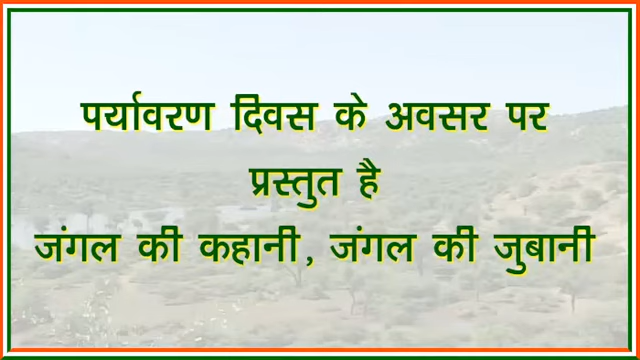 पर्यावरण दिवस के अवसर पर
प्रस्तुत है
जंगल की कहानी, जंगल की जुबानी